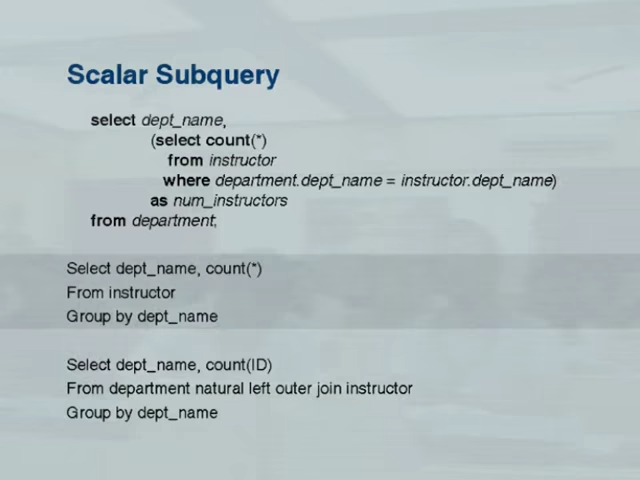 Scalar Subquery
select dept_name,
(select count(*)
from instructor
where department.dept_name = instructor.dept_name)
as num_instructors
from department;
Select dept_name, count(*)
From instructor
Group by dept_name
Select dept_name, count(ID)
From department natural left outer join instructor
Group by dept_name